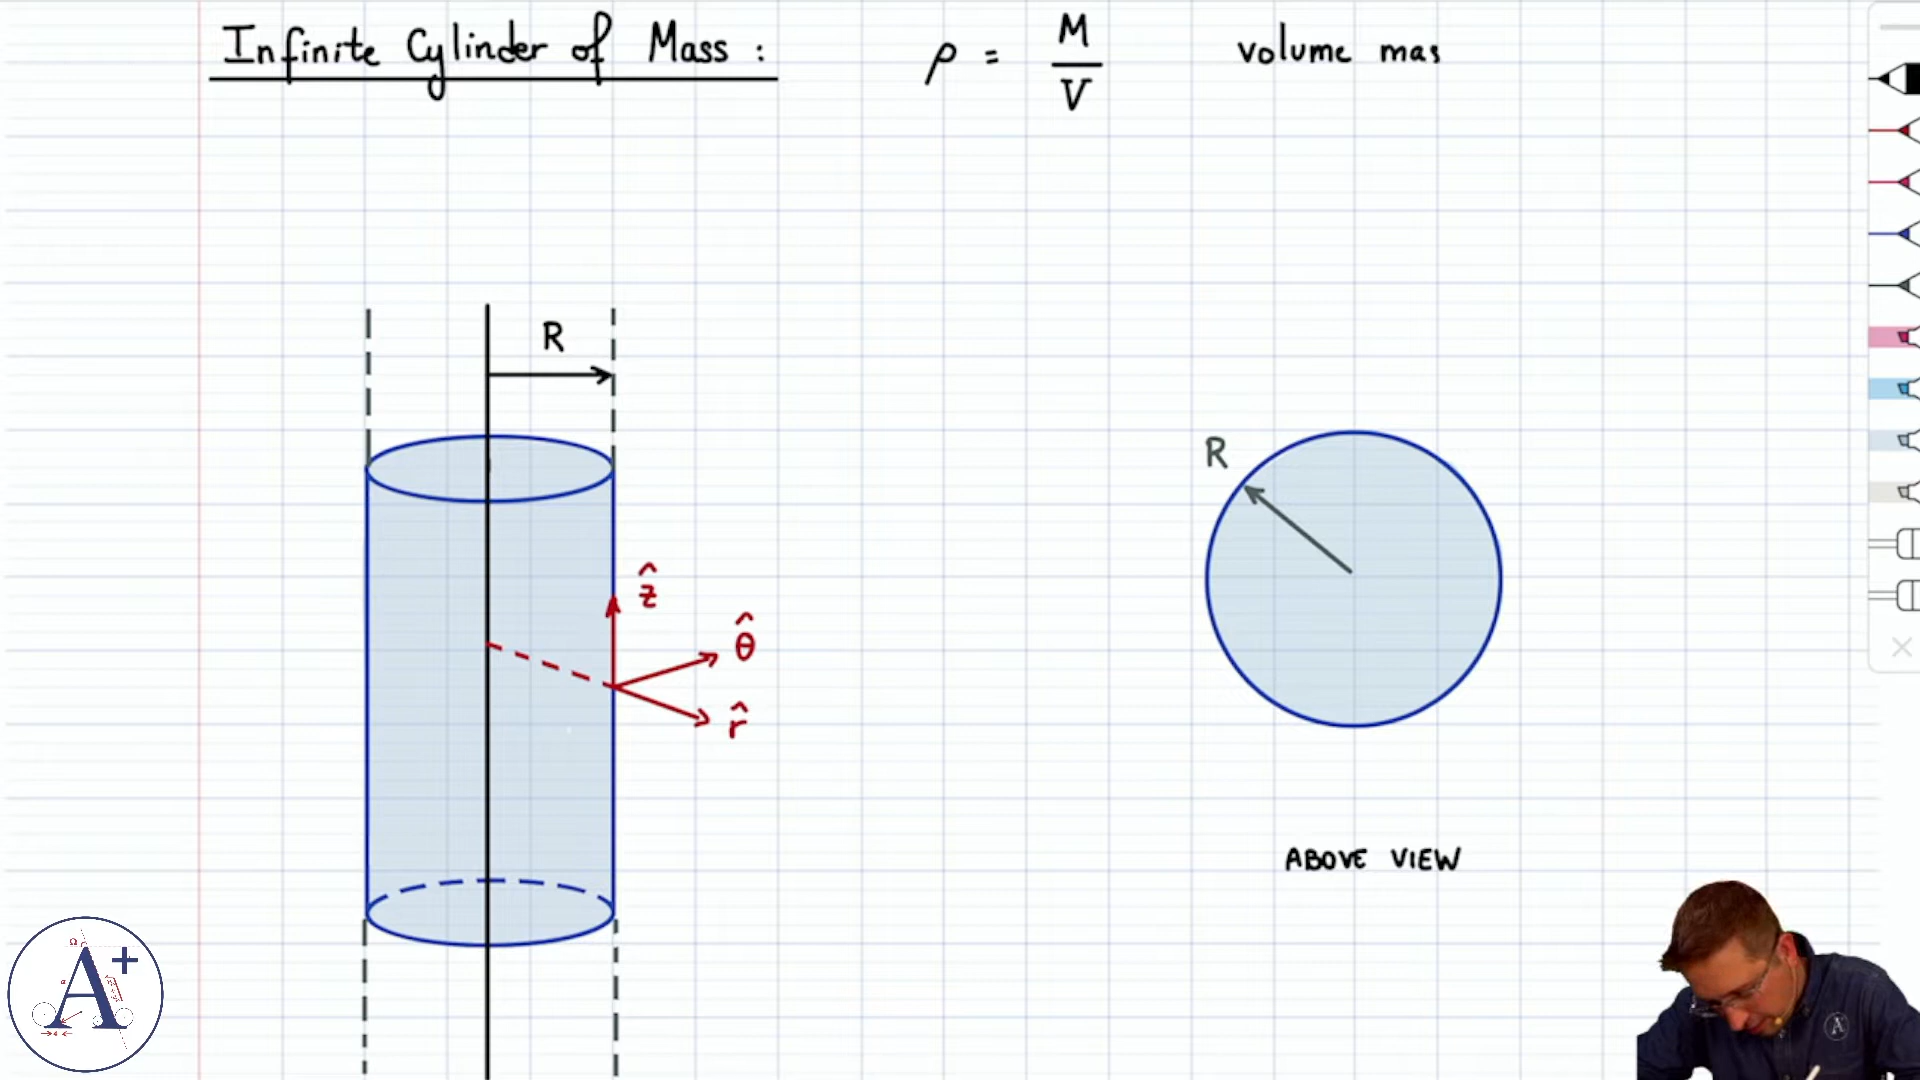 Infinite Cylinder of Mass :
ρ = M/V
volume mas
R
R
ẑ
θ̂
r̂
ABOVE VIEW
A+